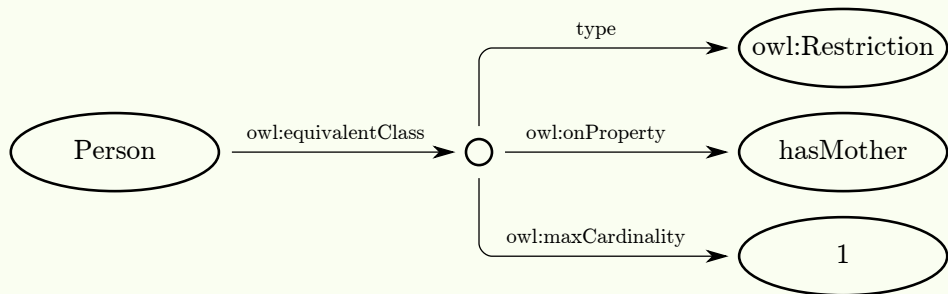 type
owl:Restriction
Person
owl:equivalentClass
owl:onProperty
hasMother
owl:maxCardinality
1